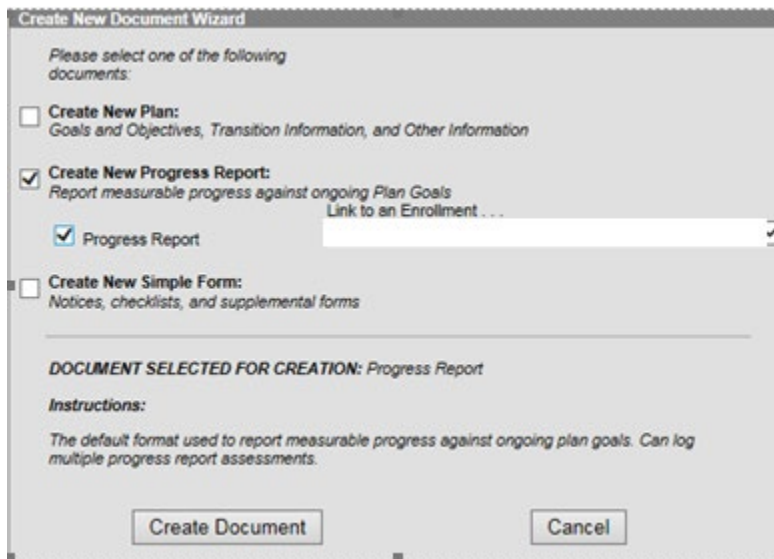 Create New Document Wizard
Please select one of the following
documents:
Create New Plan:
Goals and Objectives, Transition Information, and Other Information
Create New Progress Report:
Report measurable progress against ongoing Plan Goals
Link to an Enrollment . . .
Progress Report
Create New Simple Form:
Notices, checklists, and supplemental forms
DOCUMENT SELECTED FOR CREATION: Progress Report
Instructions:
The default format used to report measurable progress against ongoing plan goals. Can log
multiple progress report assessments.
Create Document
Cancel